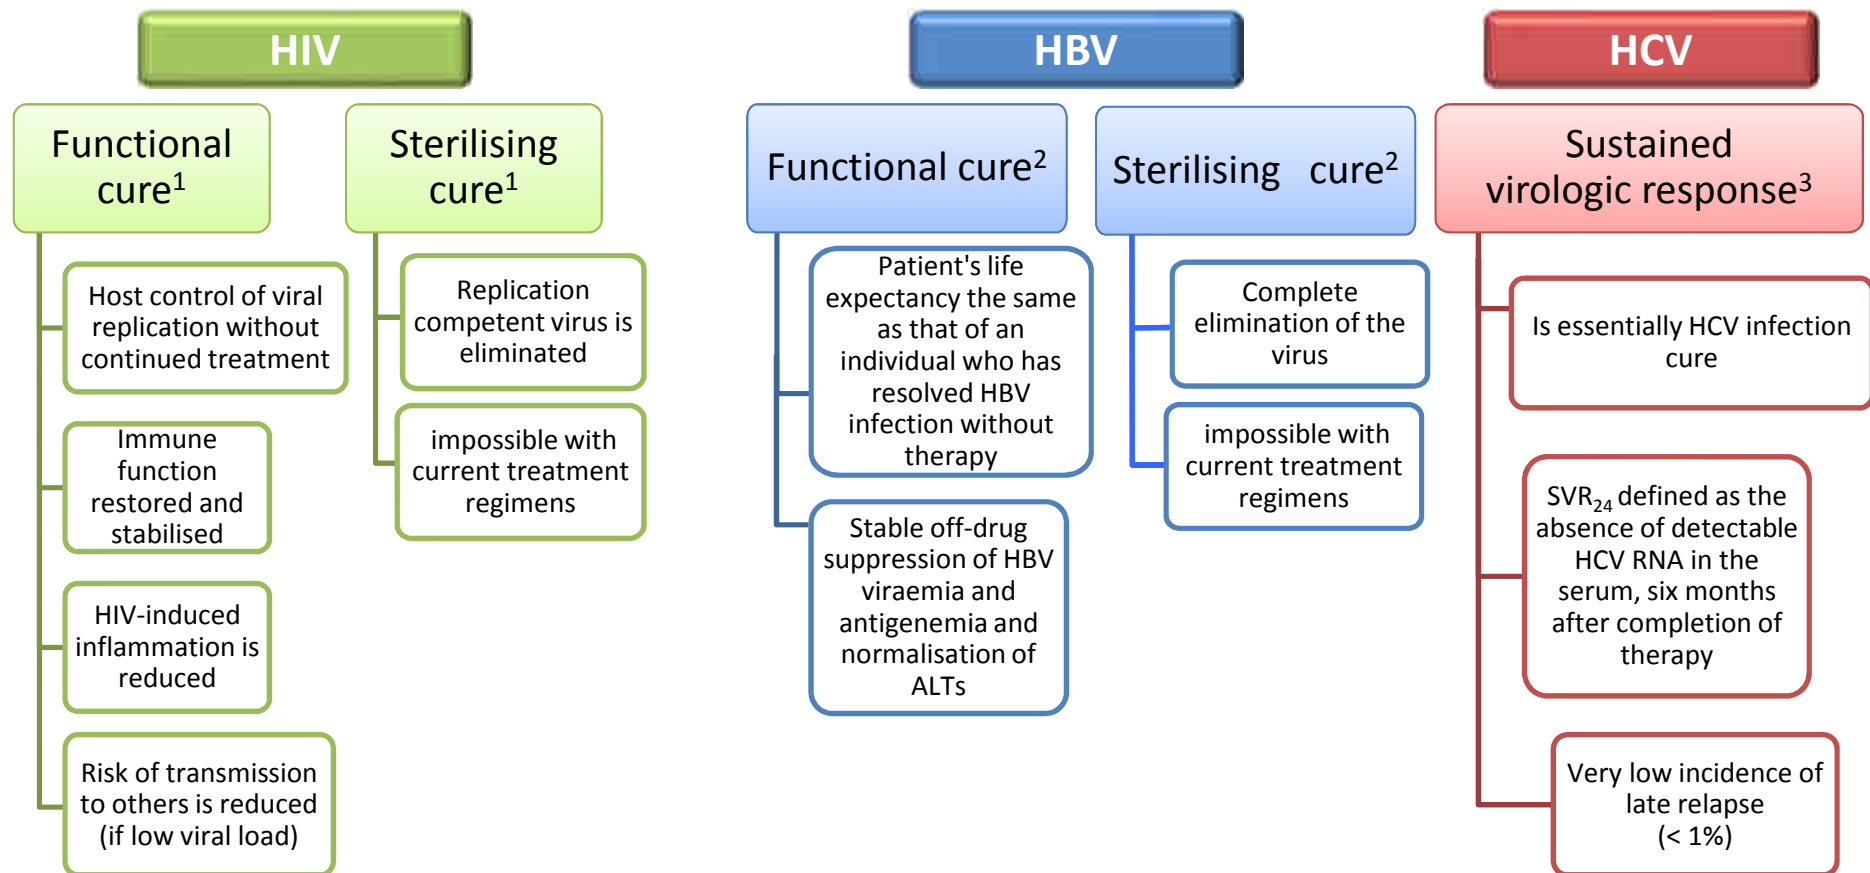 HIV
Functional
cure1
Host control of viral
replication without
continued treatment
Immune
function
restored and
stabilised
HIV-induced
inflammation is
reduced
Risk of transmission
to others is reduced
(if low viral load)
Sterilising
cure1
Replication
competent virus is
eliminated
impossible with
current treatment
regimens
HBV
Functional cure2
Patient's life
expectancy the same
as that of an
individual who has
resolved HBV
infection without
therapy
Stable off-drug
suppression of HBV
viraemia and
antigenemia and
normalisation of
ALTs
Sterilising cure2
Complete
elimination of the
virus
impossible with
current treatment
regimens
HCV
Sustained
virologic response3
Is essentially HCV infection
cure
SVR24 defined as the
absence of detectable
HCV RNA in the
serum, six months
after completion of
therapy
Very low incidence of
late relapse
(< 1%)